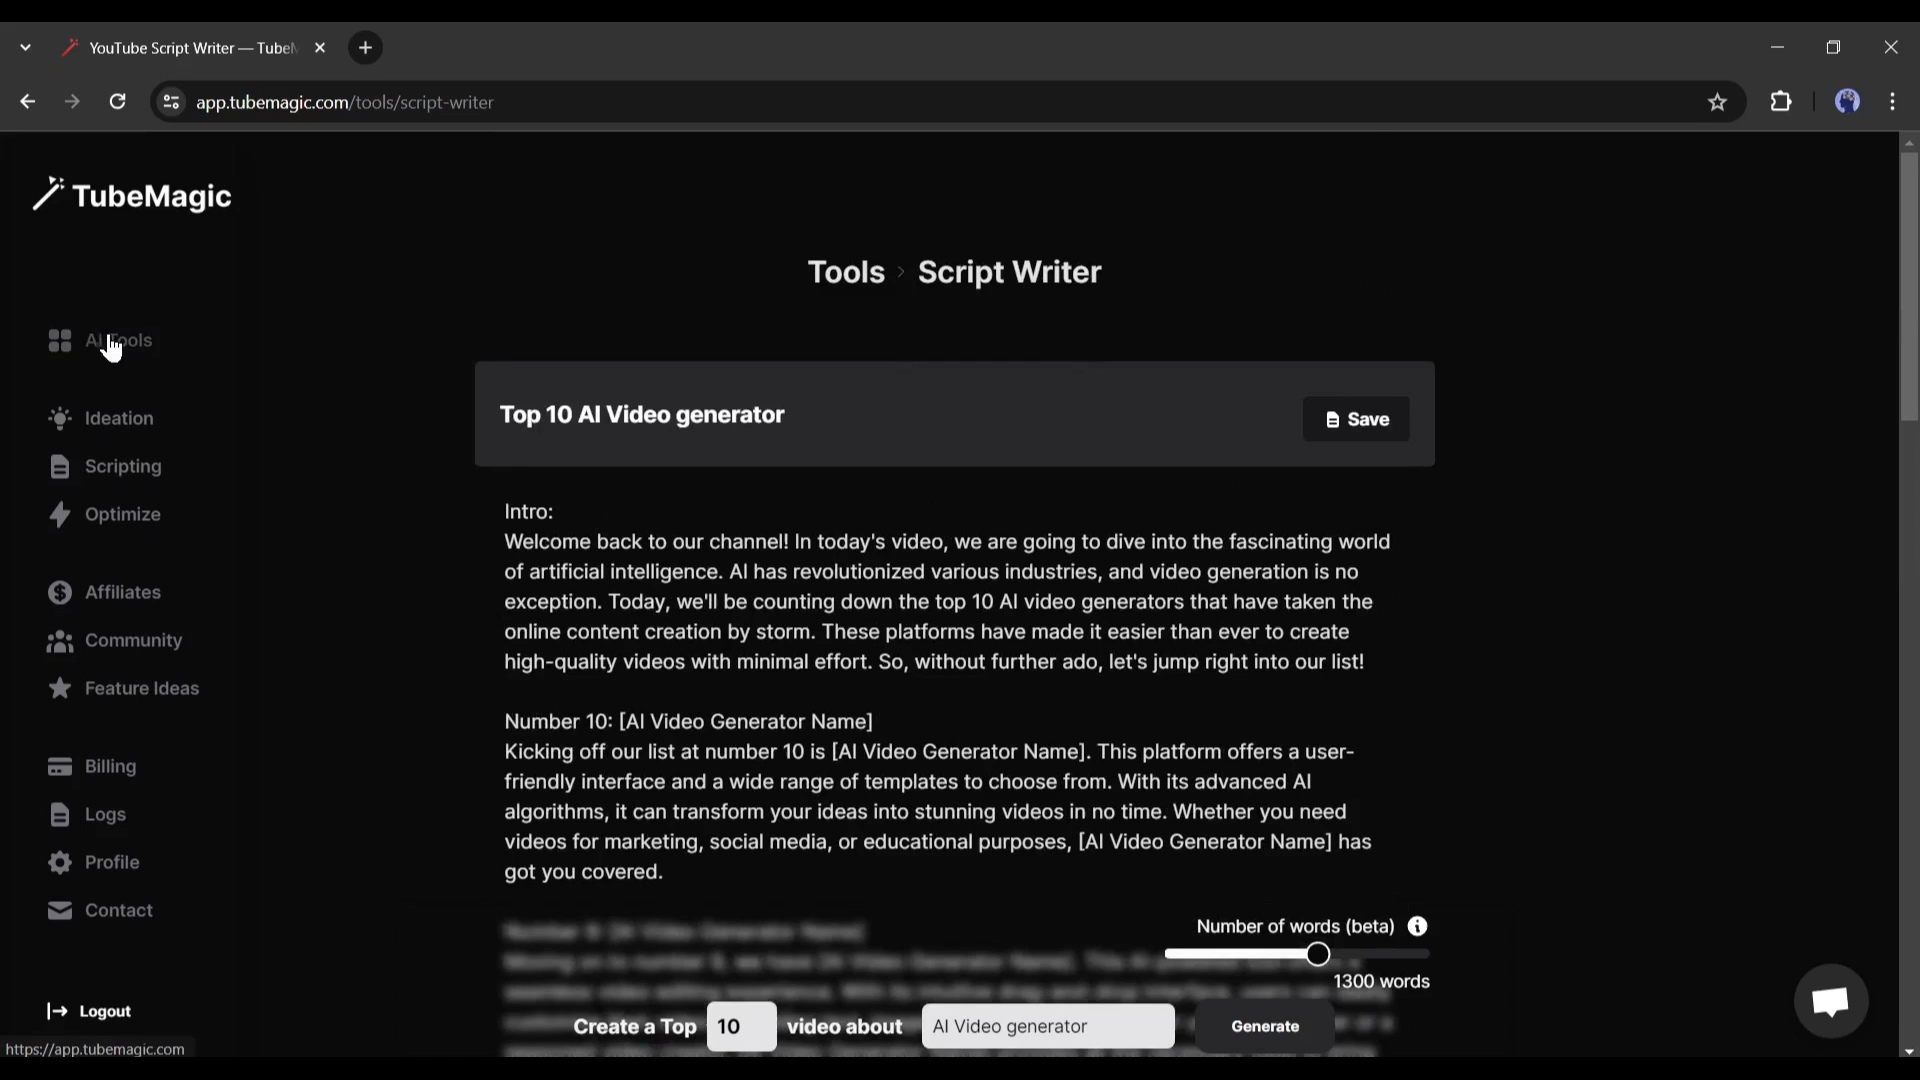 YouTube Script Writer — Tube
app.tubemagic.com/tools/script-writer
TubeMagic
Tools > Script Writer
AI Tools
Ideation
Scripting
Optimize
Affiliates
Community
Feature Ideas
Billing
Logs
Profile
Contact
Logout
https://app.tubemagic.com
Top 10 AI Video generator
Save
Intro:
Welcome back to our channel! In today's video, we are going to dive into the fascinating world
of artificial intelligence. AI has revolutionized various industries, and video generation is no
exception. Today, we'll be counting down the top 10 AI video generators that have taken the
online content creation by storm. These platforms have made it easier than ever to create
high-quality videos with minimal effort. So, without further ado, let's jump right into our list!
Number 10: [AI Video Generator Name]
Kicking off our list at number 10 is [AI Video Generator Name]. This platform offers a user-
friendly interface and a wide range of templates to choose from. With its advanced AI
algorithms, it can transform your ideas into stunning videos in no time. Whether you need
videos for marketing, social media, or educational purposes, [AI Video Generator Name] has
got you covered.
Number of words (beta)
1300 words
Create a Top 10 video about AI Video generator Generate